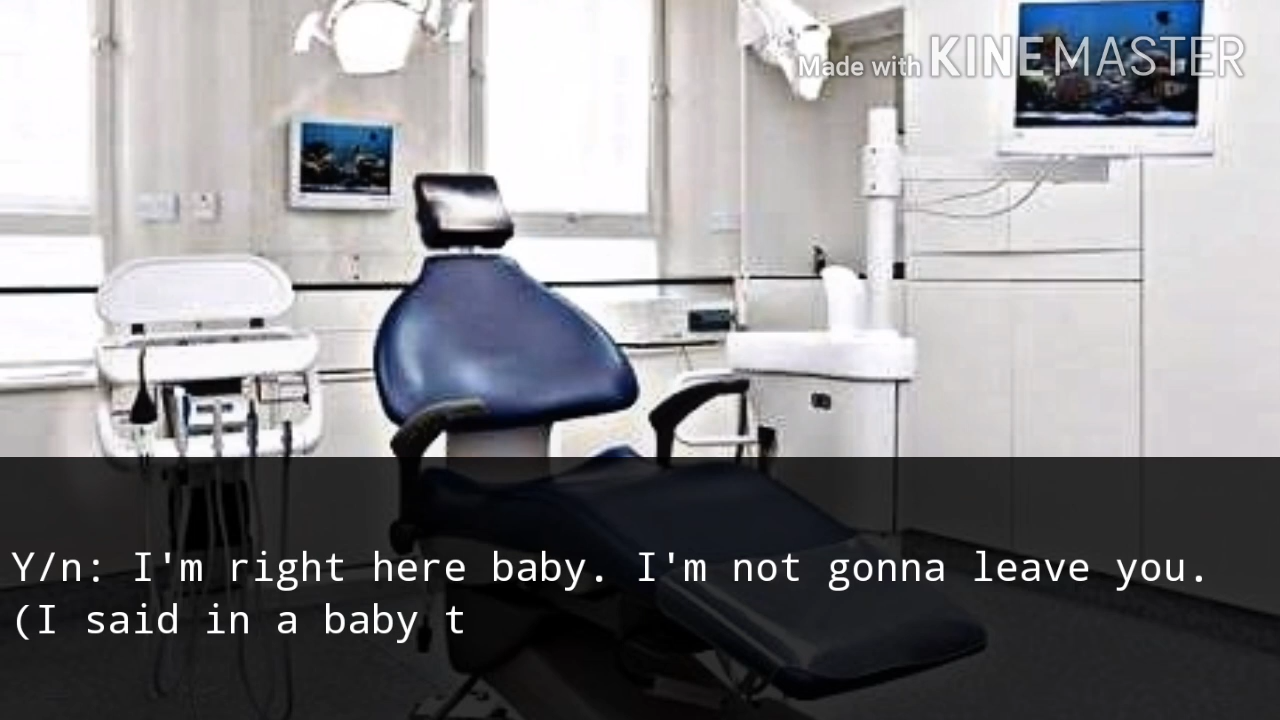 Made with KINEMASTER
Y/n: I'm right here baby. I'm not gonna leave you.
(I said in a baby t